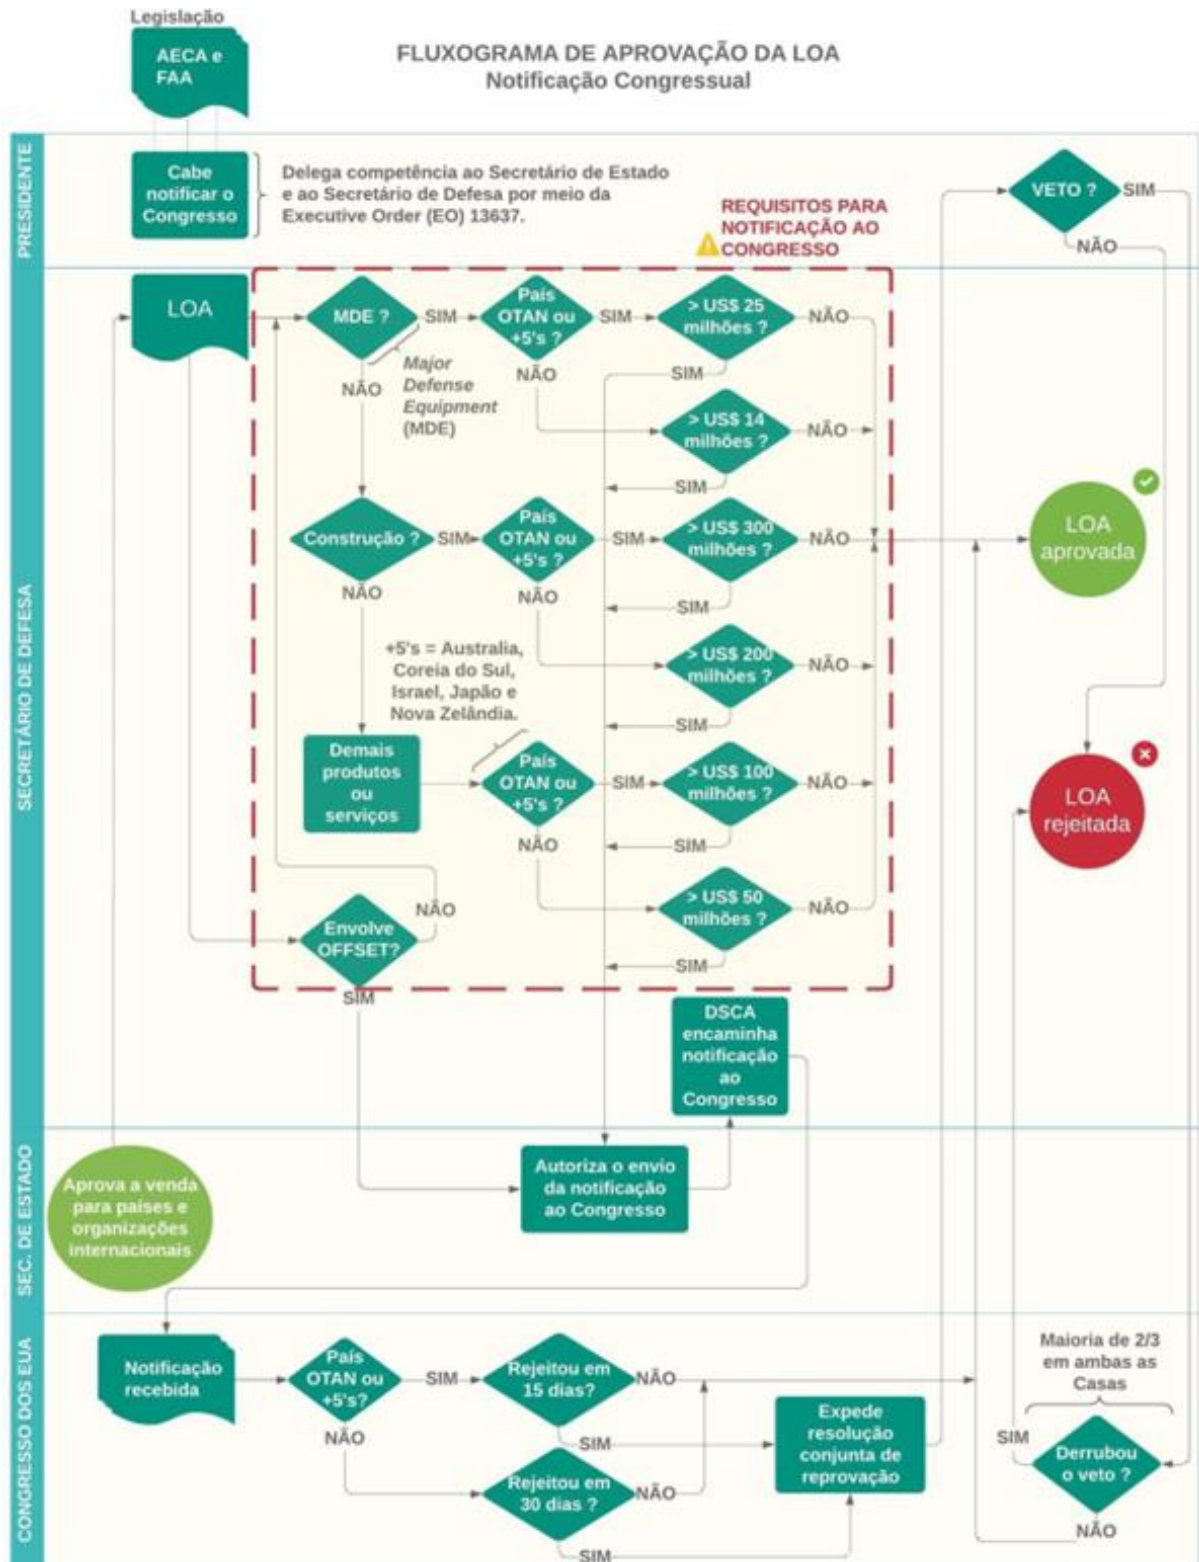 Legislação
AECA e
FAA
FLUXOGRAMA DE APROVAÇÃO DA LOA
Notificação Congressual
PRESIDENTE
Cabe
notificar o
Congresso
Delega competência ao Secretário de Estado
e ao Secretário de Defesa por meio da
Executive Order (EO) 13637.
VETO ?
SIM
NÃO
REQUISITOS PARA
NOTIFICAÇÃO AO
CONGRESSO
SECRETÁRIO DE DEFESA
LOA
MDE ?
SIM
País
OTAN ou
+5's ?
SIM
> US$ 25
milhões ?
NÃO
SIM
NÃO
Major
Defense
Equipment
(MDE)
NÃO
> US$ 14
milhões ?
NÃO
SIM
Construção ?
SIM
País
OTAN ou
+5's ?
SIM
> US$ 300
milhões ?
NÃO
SIM
NÃO
NÃO
> US$ 200
milhões ?
NÃO
SIM
+5's = Australia,
Coreia do Sul,
Israel, Japão e
Nova Zelândia.
Demais
produtos
ou
serviços
País
OTAN ou
+5's ?
SIM
> US$ 100
milhões ?
NÃO
SIM
NÃO
> US$ 50
milhões ?
NÃO
SIM
Envolve
OFFSET?
NÃO
SIM
LOA
aprovada
LOA
rejeitada
DSCA
encaminha
notificação
ao
Congresso
SEC. DE ESTADO
Aprova a venda
para países e
organizações
internacionais
Autoriza o envio
da notificação
ao Congresso
CONGRESSO DOS EUA
Notificação
recebida
País
OTAN ou
+5's?
SIM
Rejeitou em
15 dias?
NÃO
SIM
NÃO
Rejeitou em
30 dias ?
NÃO
SIM
Expede
resolução
conjunta de
reprovação
Maioria de 2/3
em ambas as
Casas
SIM
Derrubou
o veto ?
NÃO